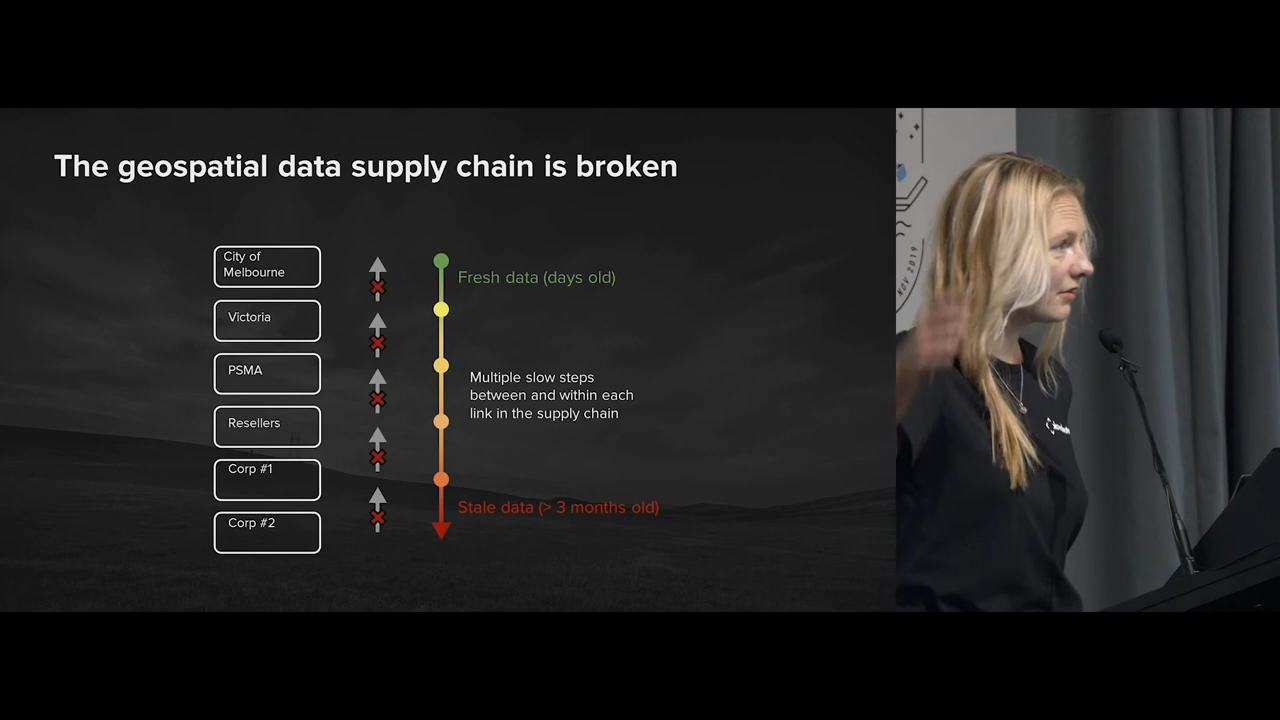 The geospatial data supply chain is broken
City of
Melbourne
Victoria
PSMA
Resellers
Corp #1
Corp #2
Fresh data (days old)
Multiple slow steps
between and within each
link in the supply chain
Stale data (> 3 months old)
NOV 2019